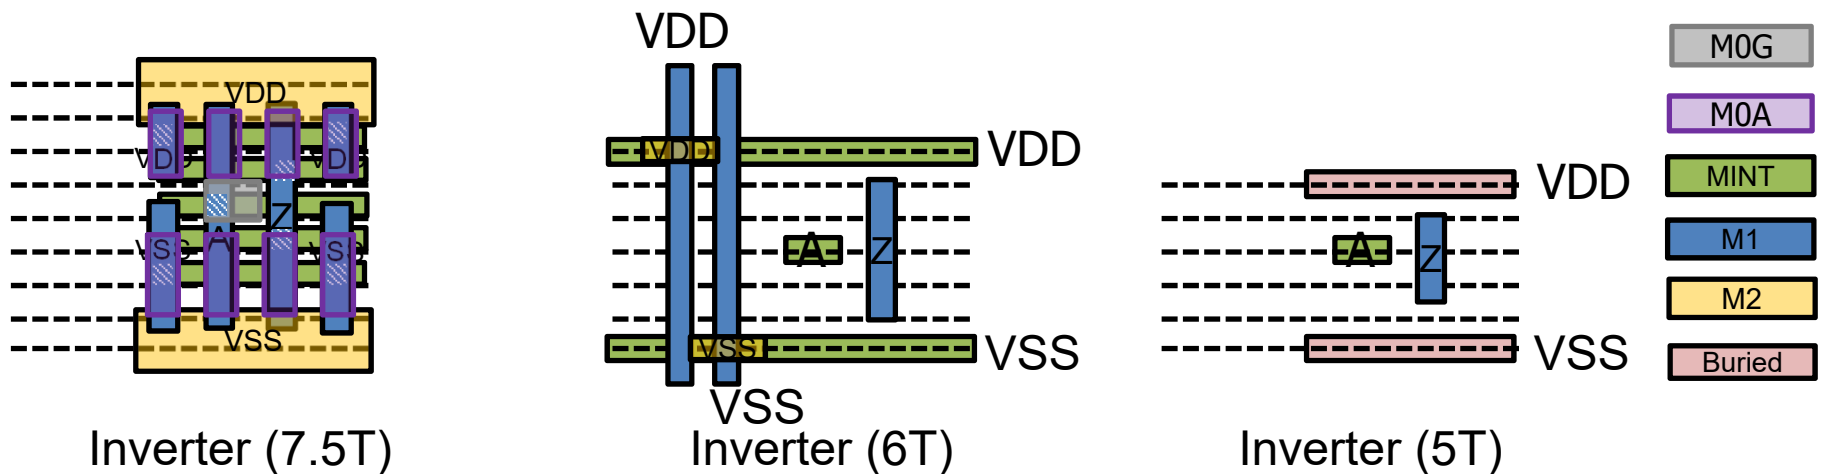 VDD
VDD
VDD
VDD
A
Z
VSS
VSS
VSS
Inverter (7.5T)
VDD
VDD
VDD
A
Z
VSS
VSS
VSS
Inverter (6T)
VDD
A
Z
VSS
Inverter (5T)
M0G
M0A
MINT
M1
M2
Buried